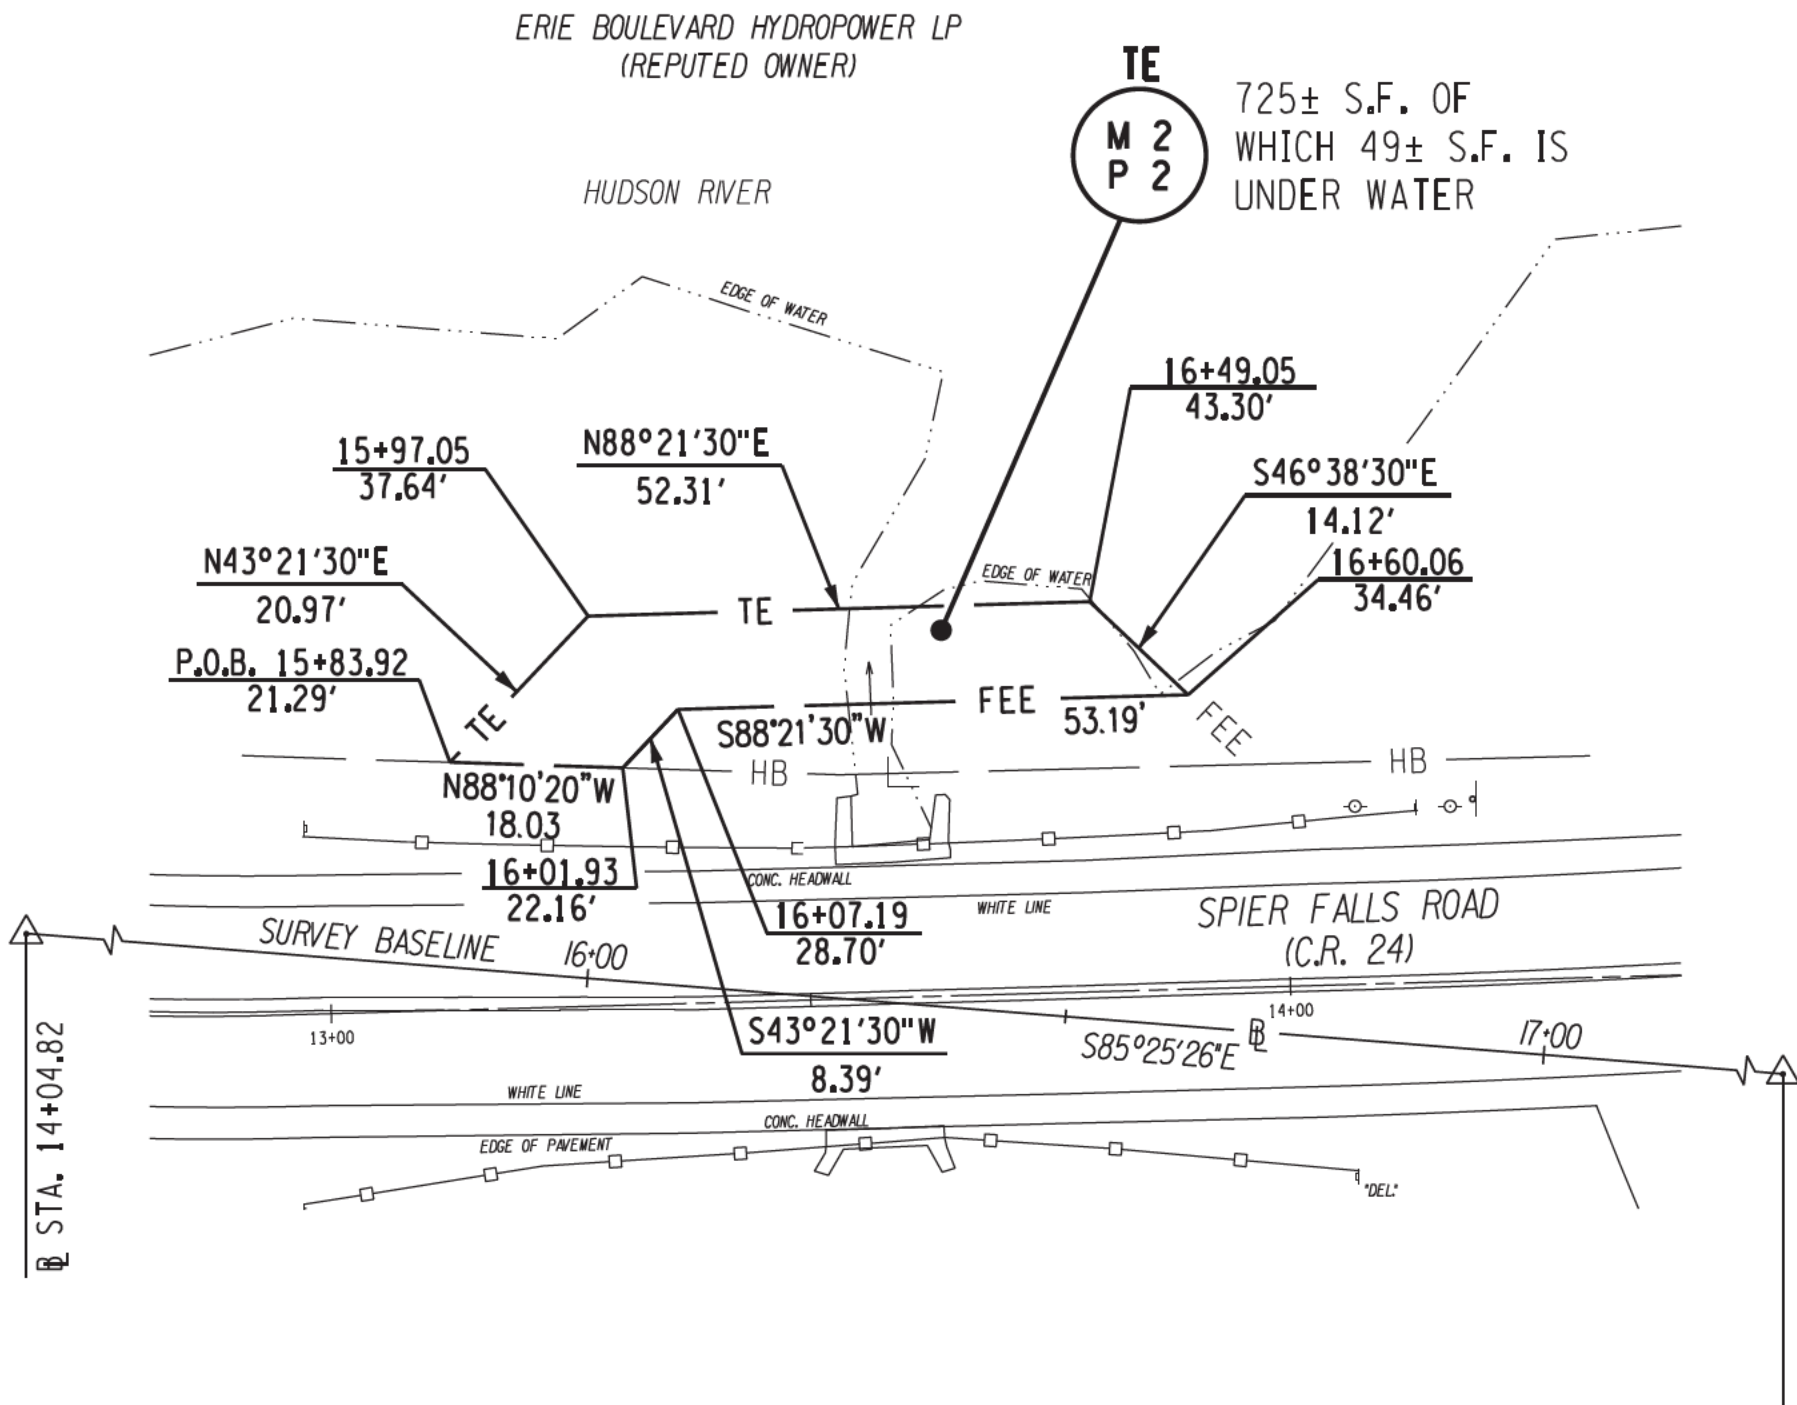 ERIE BOULEVARD HYDROPOWER LP
(REPUTED OWNER)
TE
M 2
P 2
725± S.F. OF
WHICH 49± S.F. IS
UNDER WATER
HUDSON RIVER
EDGE OF WATER
16+49.05
43.30'
15+97.05
37.64'
N88°21'30"E
52.31'
S46°38'30"E
14.12'
N43°21'30"E
20.97'
EDGE OF WATER
16+60.06
34.46'
TE
P.O.B. 15+83.92
21.29'
TE
FEE
53.19'
S88°21'30"W
FEE
HB
HB
N88°10'20"W
18.03
16+01.93
22.16'
CONC. HEADWALL
16+07.19
28.70'
WHITE LINE
SPIER FALLS ROAD
(C.R. 24)
SURVEY BASELINE
16+00
13+00
14+00
S43°21'30"W
8.39'
S85°25'26"E
BL
17+00
BL STA. 14+04.82
WHITE LINE
CONC. HEADWALL
EDGE OF PAVEMENT
"DEL."